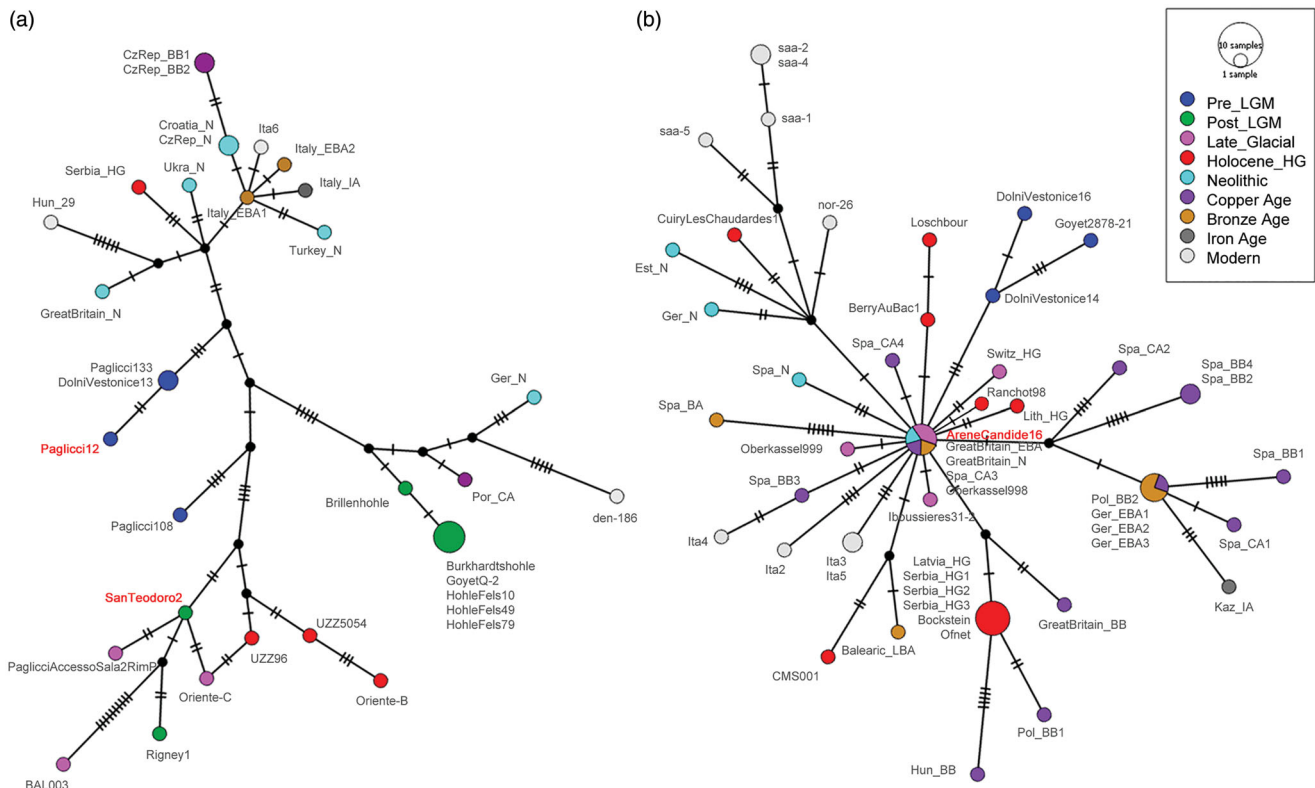 (a)
CzRep_BB1
CzRep_BB2
Croatia_N
CzRep_N
Ita6
Italy_EBA2
Serbia_HG
Ukra_N
Italy_IA
Hun_29
Italy_EBA1
Turkey_N
GreatBritain_N
Paglicci133
DolniVestonice13
Ger_N
Paglicci12
Brillenhohle
Por_CA
den-186
Paglicci108
Burkhardtshohle
GoyetQ-2
HohleFels10
HohleFels49
HohleFels79
SanTeodoro2
UZZ5054
UZZ96
PaglicciAccessoSala2RimP
Oriente-C
Oriente-B
Rigney1
BAL003
(b)
saa-2
saa-4
saa-1
saa-5
nor-26
CuiryLesChaudardes1
Loschbour
DolniVestonice16
Goyet2878-21
Est_N
DolniVestonice14
Ger_N
BerryAuBac1
Spa_CA4
Switz_HG
Spa_CA2
Spa_BB4
Spa_BB2
Spa_N
Ranchot98
Lith_HG
Spa_BA
AreneCandide16
GreatBritain_EBA
GreatBritain_N
Spa_CA3
Oberkassel998
Oberkassel999
Spa_BB3
Iboussieres31-2
Spa_BB1
Pol_BB2
Ger_EBA1
Ger_EBA2
Ger_EBA3
Spa_CA1
Ita4
Ita2
Ita3
Ita5
Latvia_HG
Serbia_HG1
Serbia_HG2
Serbia_HG3
Bockstein
Ofnet
Kaz_IA
GreatBritain_BB
Balearic_LBA
CMS001
Pol_BB1
Hun_BB
10 samples
1 sample
Pre_LGM
Post_LGM
Late_Glacial
Holocene_HG
Neolithic
Copper Age
Bronze Age
Iron Age
Modern